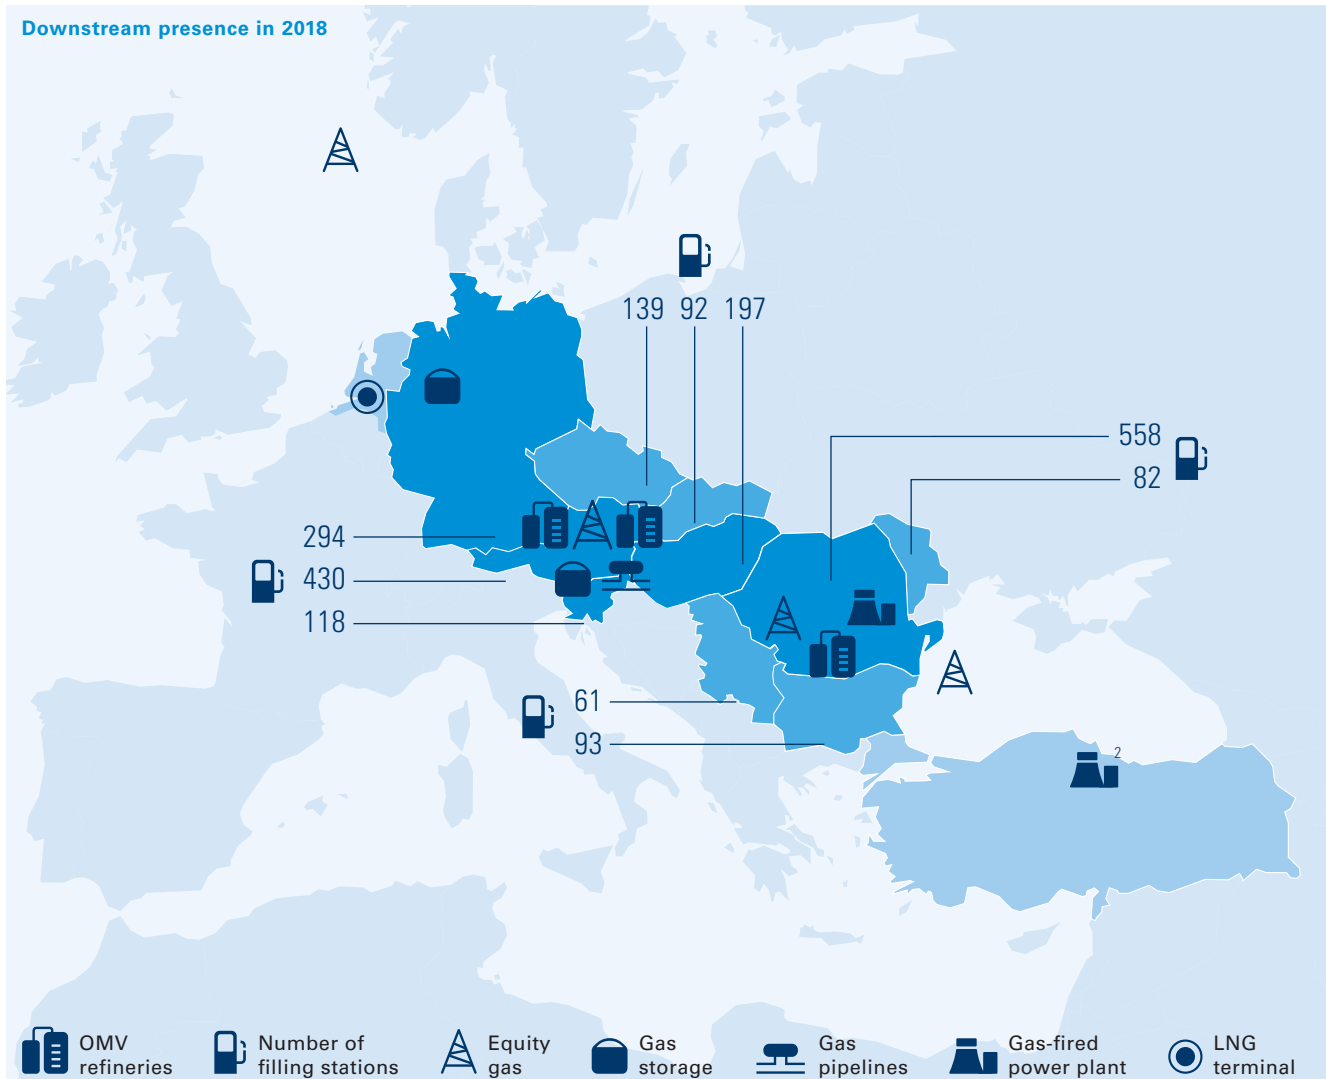 Downstream presence in 2018
139 92 197
558
82
294
430
118
61
93
2
OMV
refineries
Number of
filling stations
Equity
gas
Gas
storage
Gas
pipelines
Gas-fired
power plant
LNG
terminal